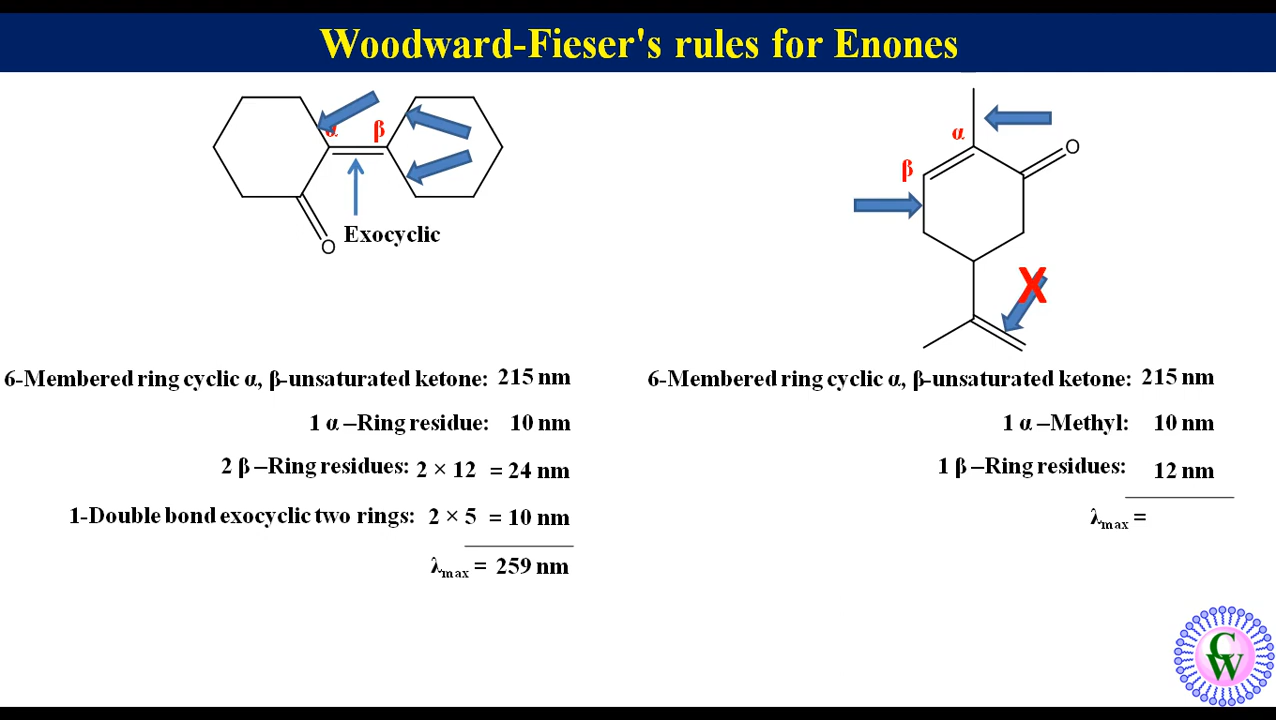 Woodward-Fieser's rules for Enones
α β
O
Exocyclic
6-Membered ring cyclic α, β-unsaturated ketone: 215 nm
1 α –Ring residue: 10 nm
2 β –Ring residues: 2 × 12 = 24 nm
1-Double bond exocyclic two rings: 2 × 5 = 10 nm
λmax = 259 nm
α
O
β
X
6-Membered ring cyclic α, β-unsaturated ketone: 215 nm
1 α –Methyl: 10 nm
1 β –Ring residues: 12 nm
λmax =
CW